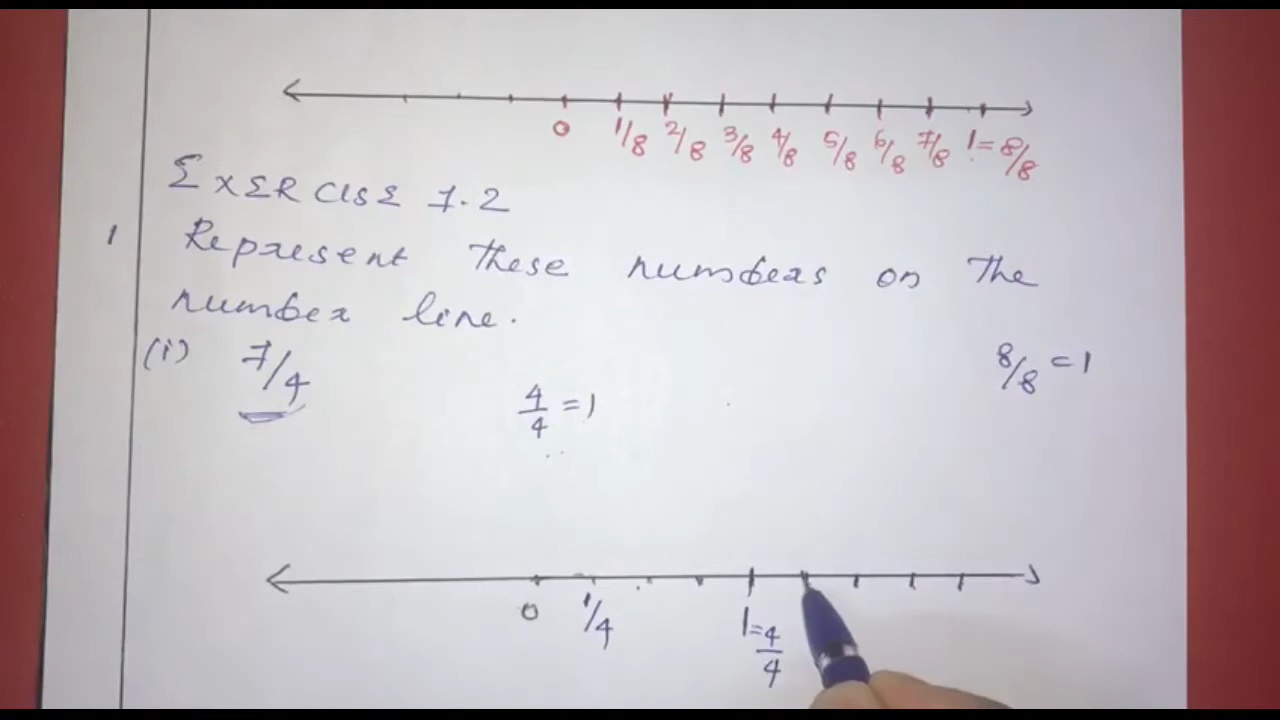 0 1/8 2/8 3/8 4/8 5/8 6/8 7/8 1=8/8
ΣXΣRCISΣ 7.2
1 Represent these numbers on the
number line.
(i) 7/4 8/8 = 1
4/4 = 1
0 1/4 1=4/4